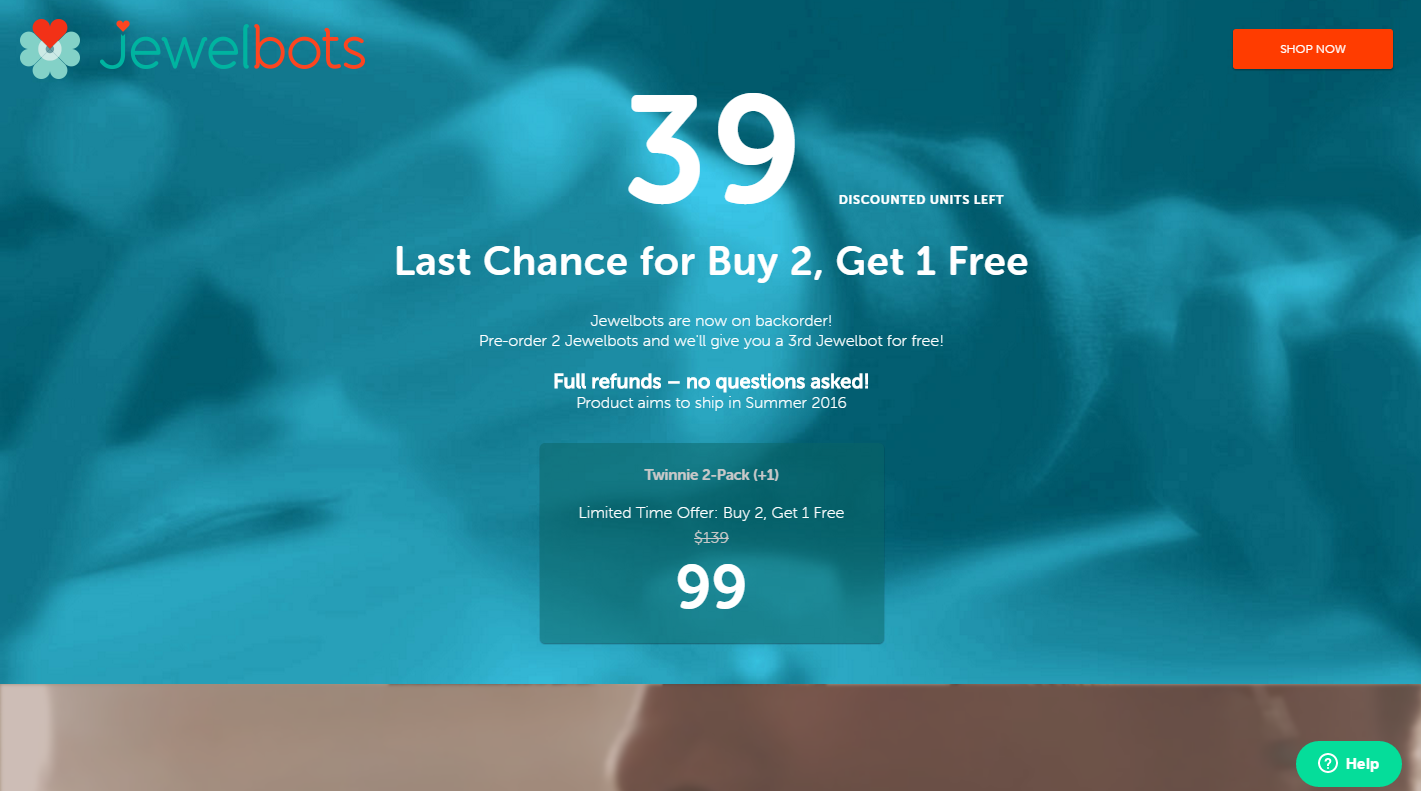 Jewelbots
SHOP NOW
39
DISCOUNTED UNITS LEFT
Last Chance for Buy 2, Get 1 Free
Jewelbots are now on backorder!
Pre-order 2 Jewelbots and we'll give you a 3rd Jewelbot for free!
Full refunds – no questions asked!
Product aims to ship in Summer 2016
Twinnie 2-Pack (+1)
Limited Time Offer: Buy 2, Get 1 Free
$139
99
Help